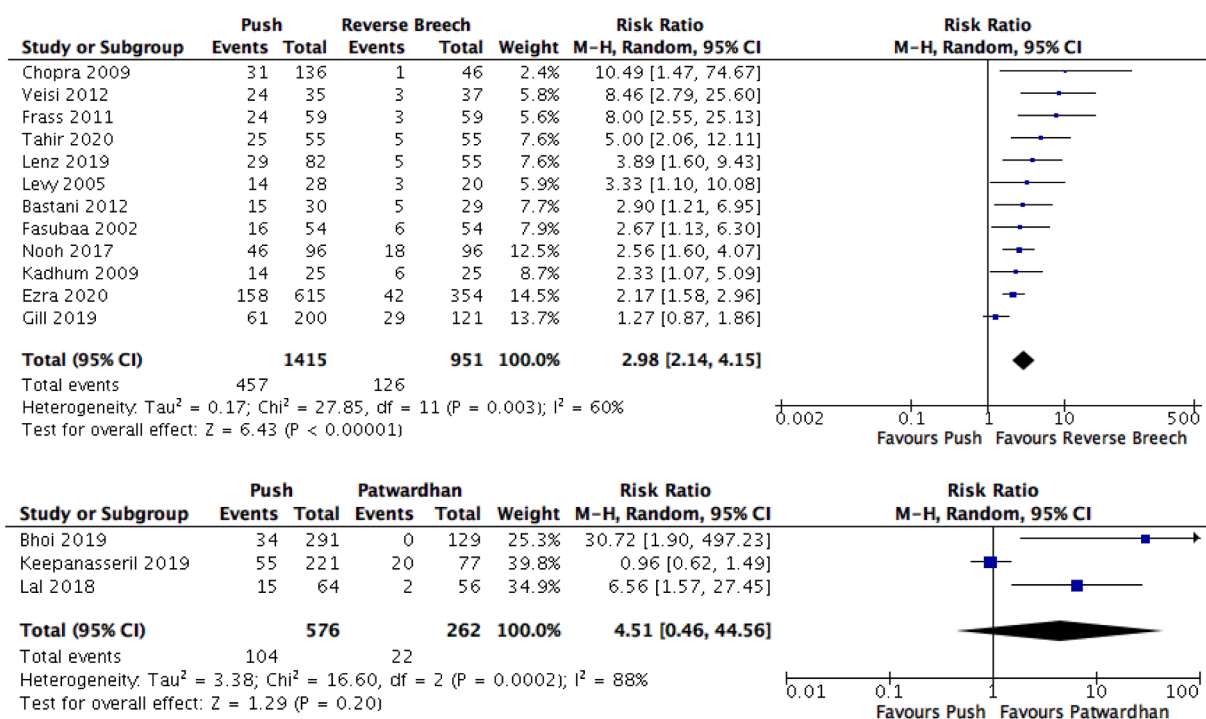 Push Reverse Breech Risk Ratio Risk Ratio
Study or Subgroup Events Total Events Total Weight M-H, Random, 95% CI M-H, Random, 95% CI
Chopra 2009 31 136 1 46 2.4% 10.49 [1.47, 74.67]
Veisi 2012 24 35 3 37 5.8% 8.46 [2.79, 25.60]
Frass 2011 24 59 3 59 5.6% 8.00 [2.55, 25.13]
Tahir 2020 25 55 5 55 7.6% 5.00 [2.06, 12.11]
Lenz 2019 29 82 5 55 7.6% 3.89 [1.60, 9.43]
Levy 2005 14 28 3 20 5.9% 3.33 [1.10, 10.08]
Bastani 2012 15 30 5 29 7.7% 2.90 [1.21, 6.95]
Fasubaa 2002 16 54 6 54 7.9% 2.67 [1.13, 6.30]
Nooh 2017 46 96 18 96 12.5% 2.56 [1.60, 4.07]
Kadhum 2009 14 25 6 25 8.7% 2.33 [1.07, 5.09]
Ezra 2020 158 615 42 354 14.5% 2.17 [1.58, 2.96]
Gill 2019 61 200 29 121 13.7% 1.27 [0.87, 1.86]
Total (95% CI) 1415 951 100.0% 2.98 [2.14, 4.15]
Total events 457 126
Heterogeneity: Tau² = 0.17; Chi² = 27.85, df = 11 (P = 0.003); I² = 60%
Test for overall effect: Z = 6.43 (P < 0.00001)
0.002 0.1 1 10 500
Favours Push Favours Reverse Breech
Push Patwardhan Risk Ratio Risk Ratio
Study or Subgroup Events Total Events Total Weight M-H, Random, 95% CI M-H, Random, 95% CI
Bhoi 2019 34 291 0 129 25.3% 30.72 [1.90, 497.23]
Keepanasseril 2019 55 221 20 77 39.8% 0.96 [0.62, 1.49]
Lal 2018 15 64 2 56 34.9% 6.56 [1.57, 27.45]
Total (95% CI) 576 262 100.0% 4.51 [0.46, 44.56]
Total events 104 22
Heterogeneity: Tau² = 3.38; Chi² = 16.60, df = 2 (P = 0.0002); I² = 88%
Test for overall effect: Z = 1.29 (P = 0.20)
0.01 0.1 1 10 100
Favours Push Favours Patwardhan